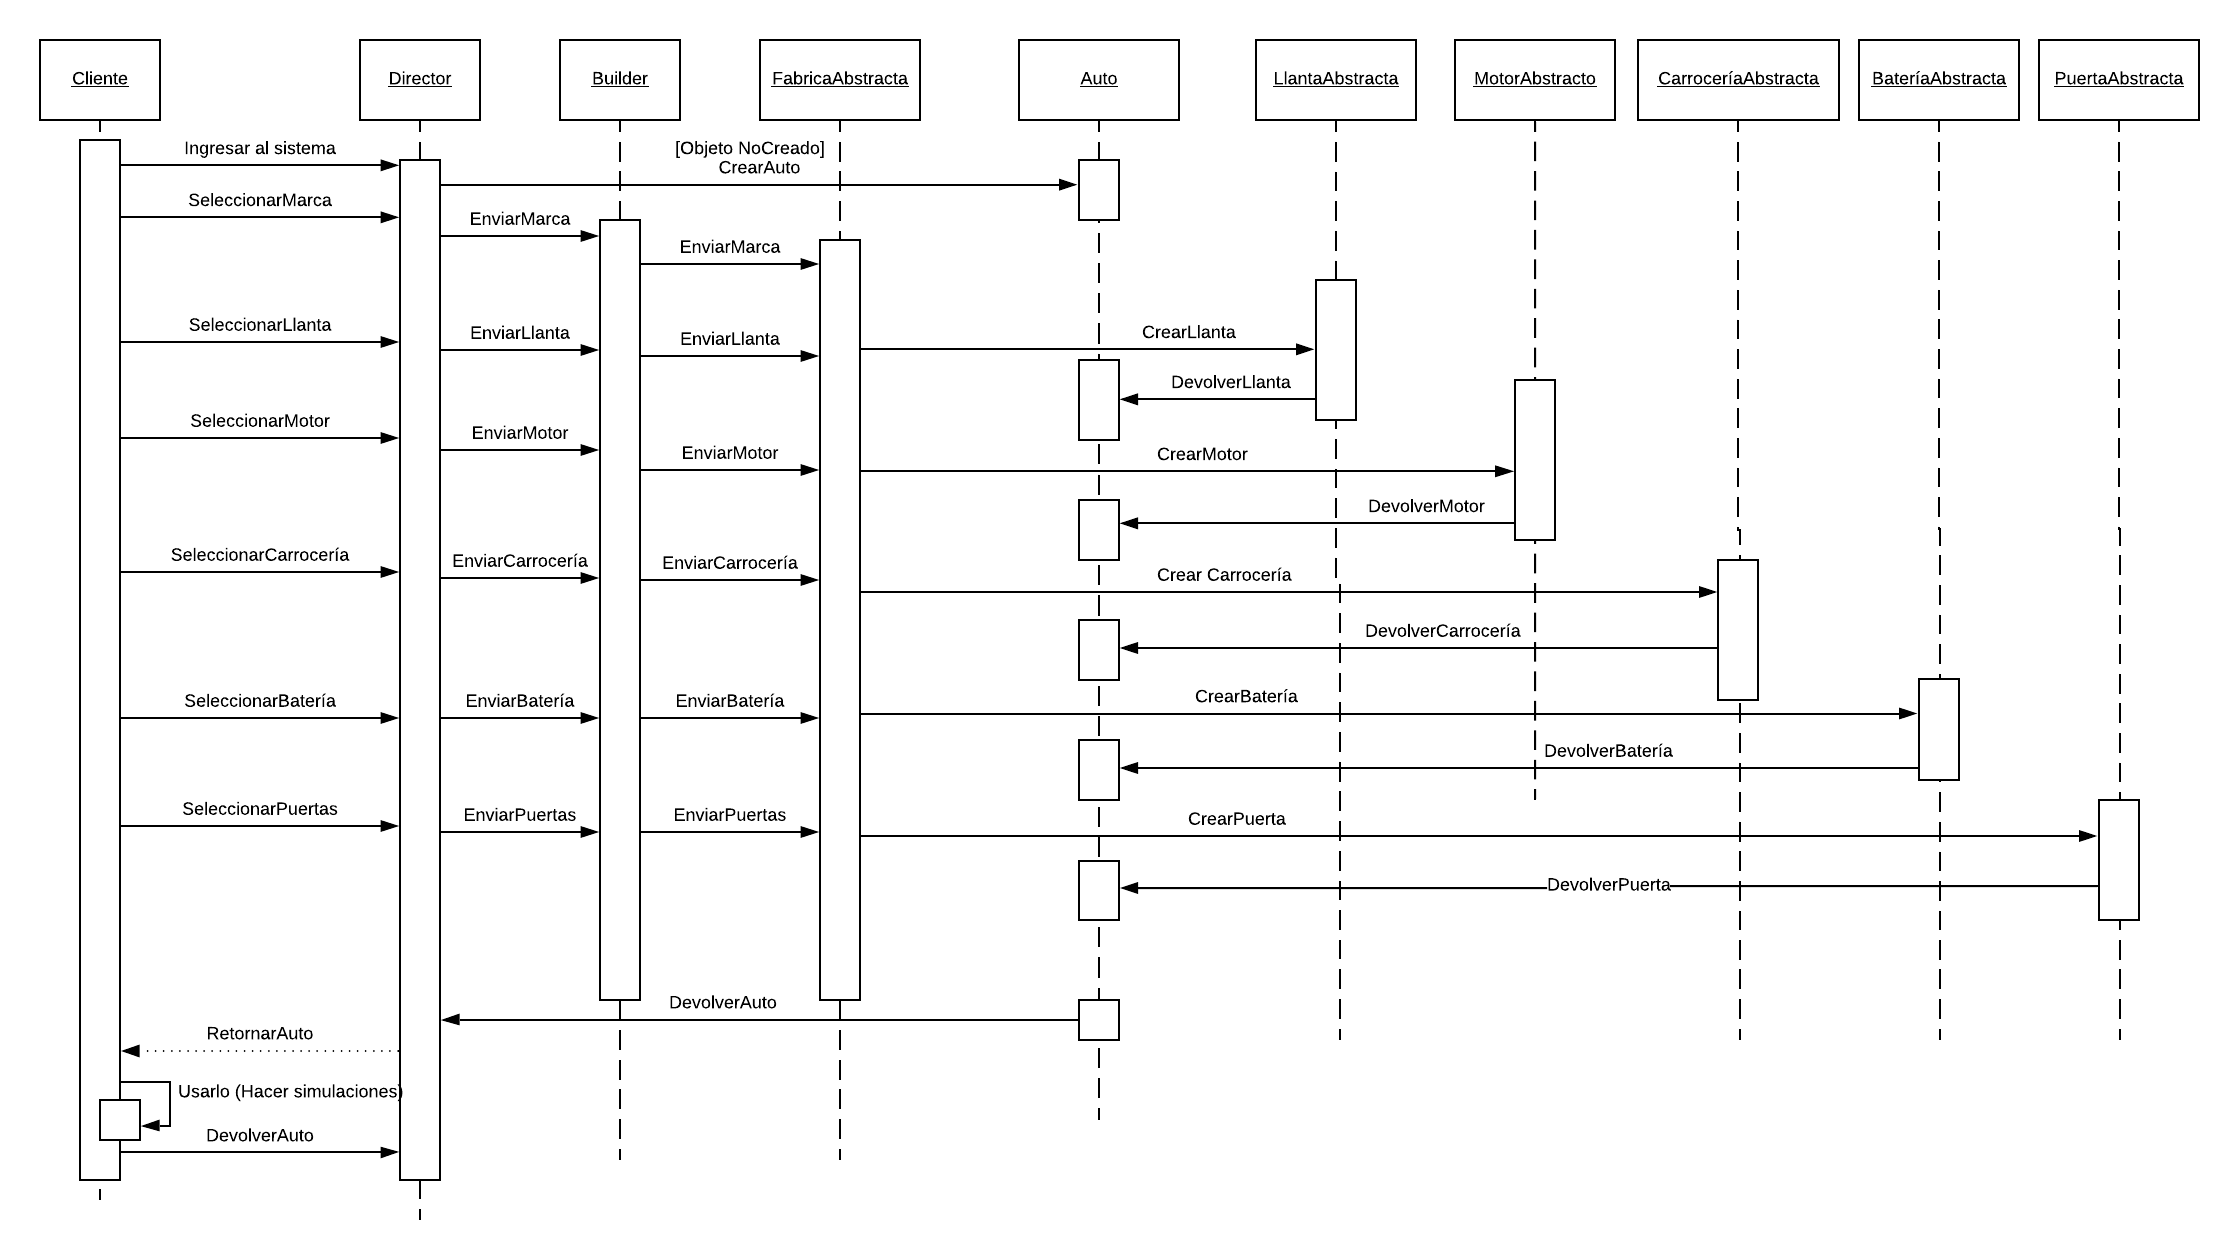 Cliente
Director
Builder
FabricaAbstracta
Auto
LlantaAbstracta
MotorAbstracto
CarroceríaAbstracta
BateríaAbstracta
PuertaAbstracta
Ingresar al sistema
[Objeto NoCreado]
CrearAuto
SeleccionarMarca
EnviarMarca
EnviarMarca
SeleccionarLlanta
EnviarLlanta
EnviarLlanta
CrearLlanta
DevolverLlanta
SeleccionarMotor
EnviarMotor
EnviarMotor
CrearMotor
DevolverMotor
SeleccionarCarrocería
EnviarCarrocería
EnviarCarrocería
Crear Carrocería
DevolverCarrocería
SeleccionarBatería
EnviarBatería
EnviarBatería
CrearBatería
DevolverBatería
SeleccionarPuertas
EnviarPuertas
EnviarPuertas
CrearPuerta
DevolverPuerta
DevolverAuto
RetornarAuto
Usarlo (Hacer simulaciones)
DevolverAuto